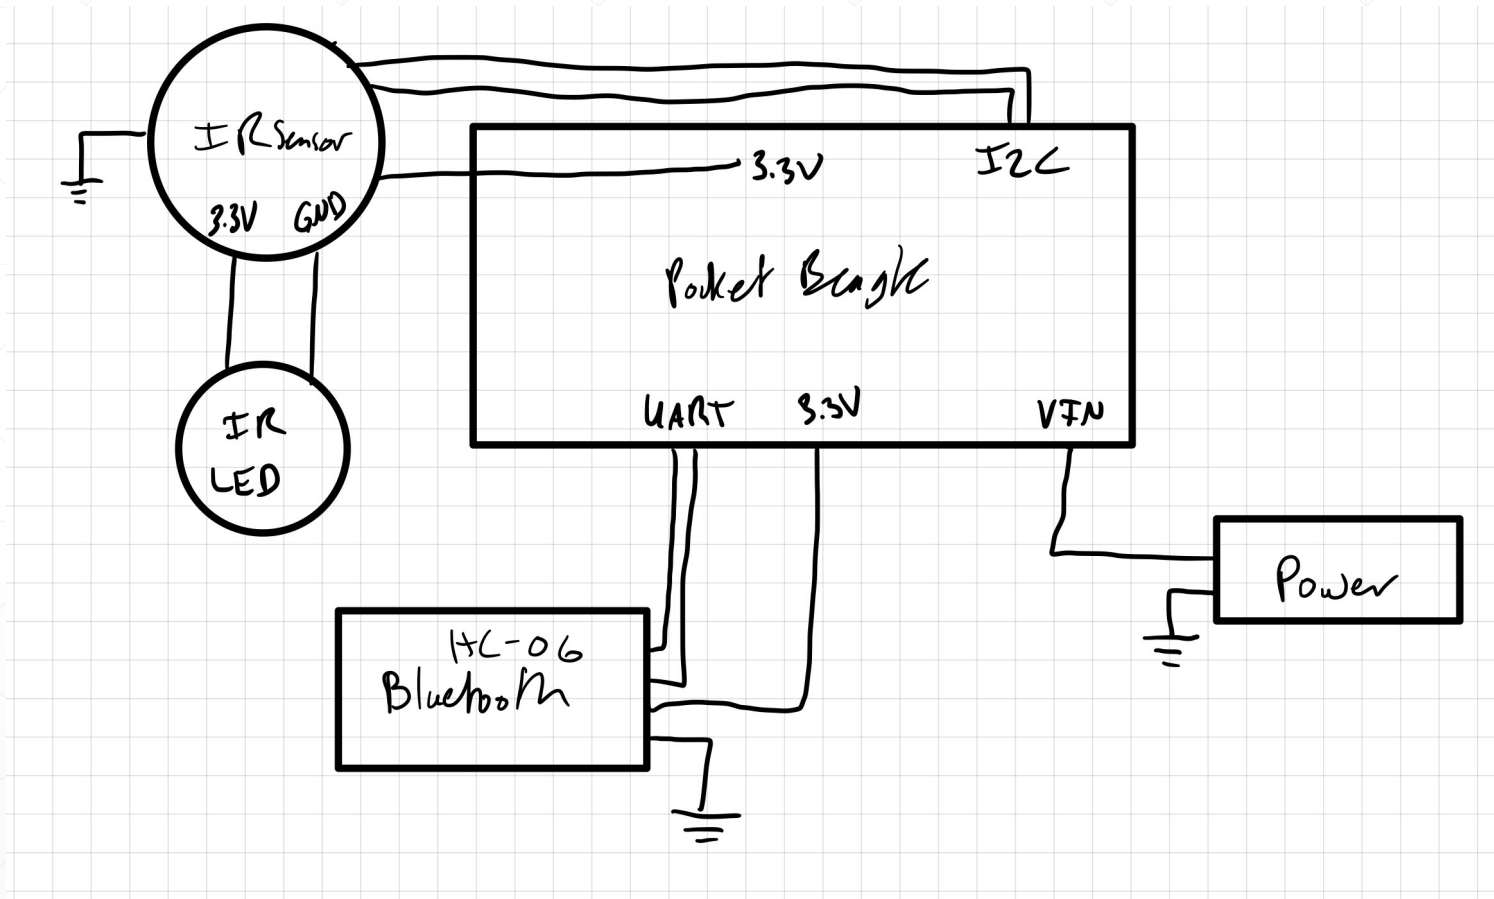 IR Sensor
3.3V GND
IR
LED
3.3V
I2C
Pocket Beagle
UART
3.3V
VIN
HC-06
Bluetooth
Power